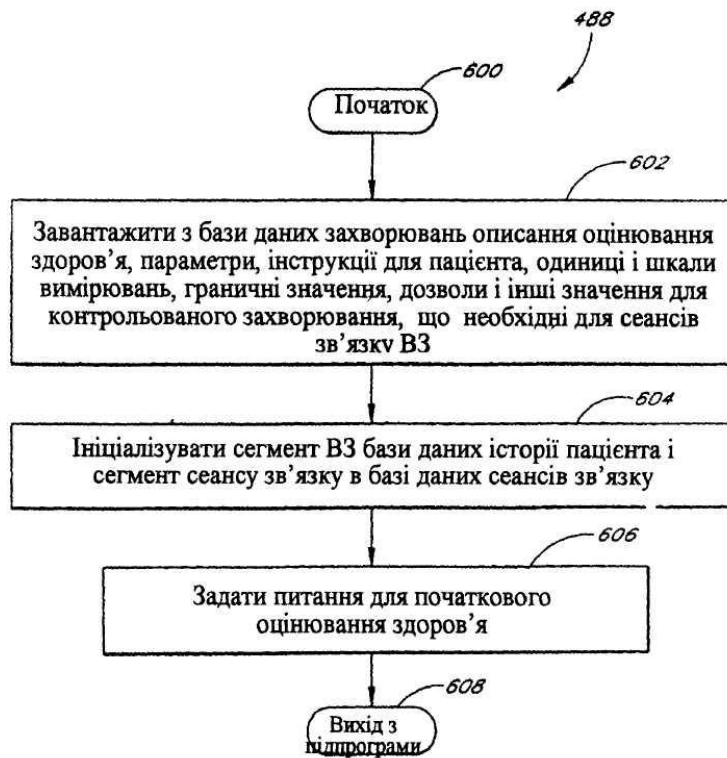 488
600
Початок
602
Завантажити з бази даних захворювань описання оцінювання
здоров’я, параметри, інструкції для пацієнта, одиниці і шкали
вимірювань, граничні значення, дозволи і інші значення для
контрольованого захворювання, що необхідні для сеансів
зв’язку ВЗ
604
Ініціалізувати сегмент ВЗ бази даних історії пацієнта і
сегмент сеансу зв’язку в базі даних сеансів зв’язку
606
Задати питання для початкового
оцінювання здоров’я
608
Вихід з
підпрограми